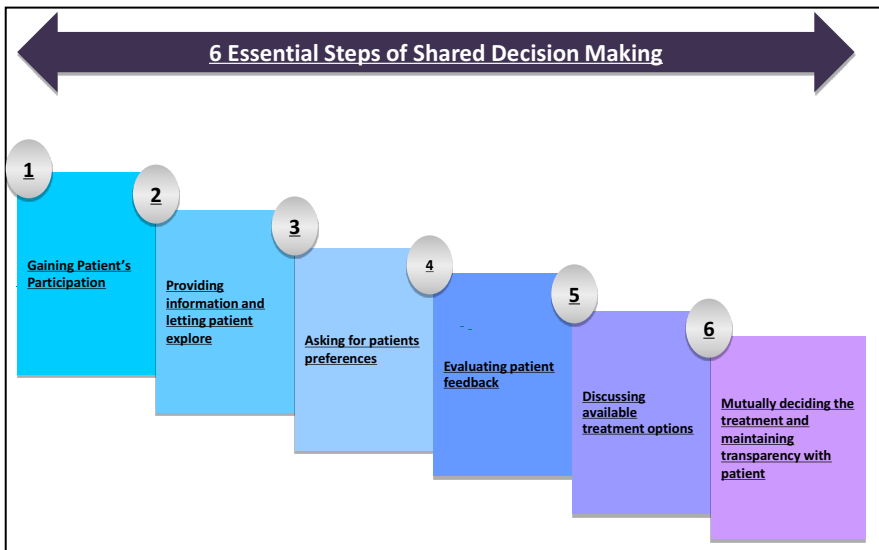 6 Essential Steps of Shared Decision Making
1
Gaining Patient's
Participation
2
Providing
information and
letting patient
explore
3
Asking for patients
preferences
4
Evaluating patient
feedback
5
Discussing
available
treatment options
6
Mutually deciding the
treatment and
maintaining
transparency with
patient